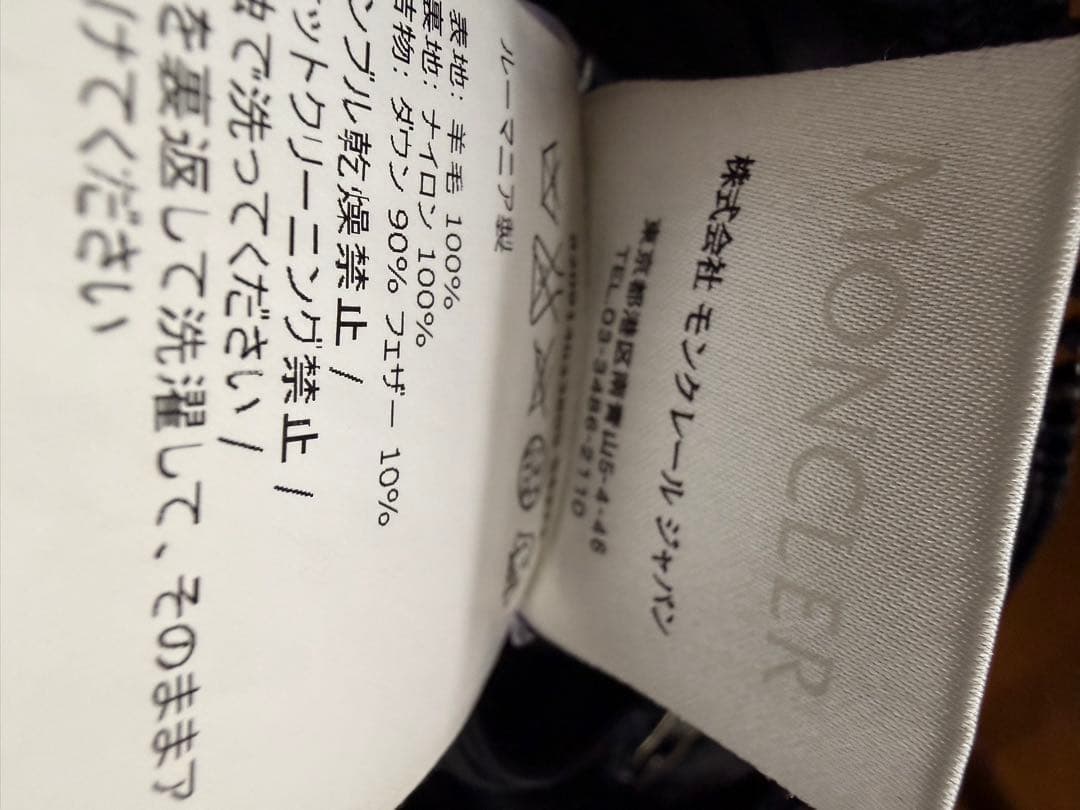 MONCLER
株式会社 モンクレール ジャパン
東京都港区南青山5-4-46
TEL 03-3486-2110
ルーマニア製
表地: 羊毛 100%
裏地: ナイロン 100%
詰物: ダウン 90% フェザー 10%
ンブル乾燥禁止 /
ットクリーニング禁止 /
で洗ってください /
を裏返して洗濯して、そのままア
けてください